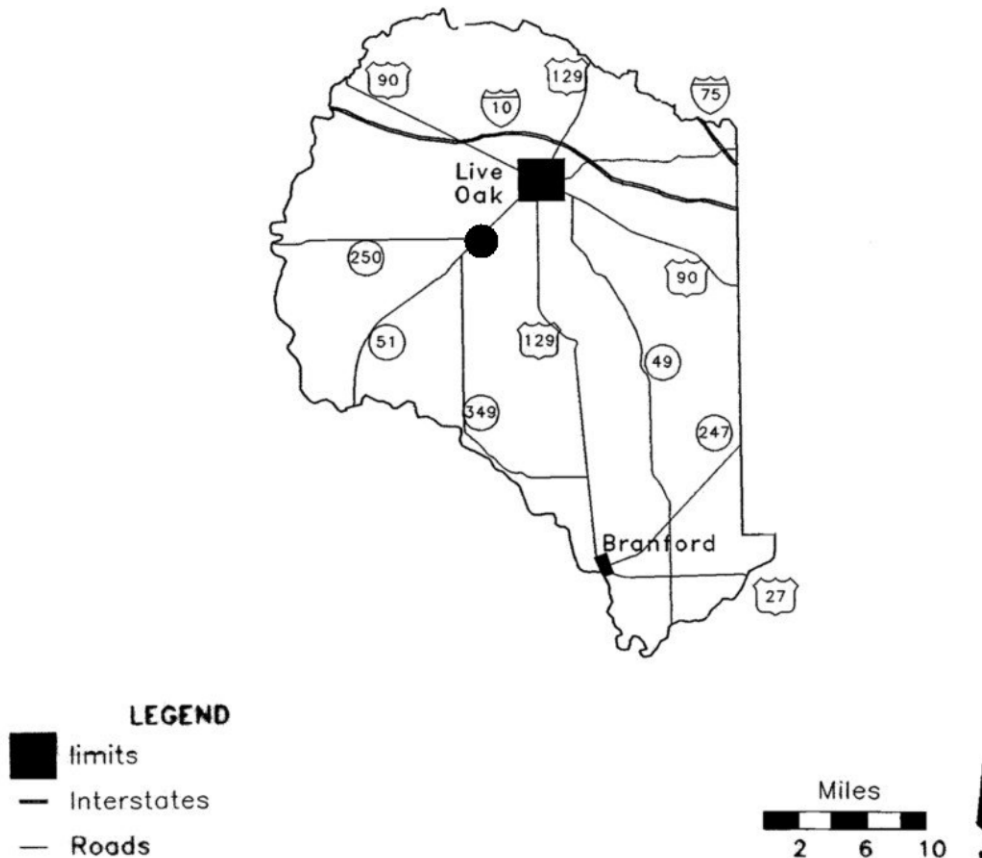 90
129
10
75
Live
Oak
250
90
51
129
49
349
247
Branford
27
LEGEND
limits
Interstates
Roads
Miles
2 6 10